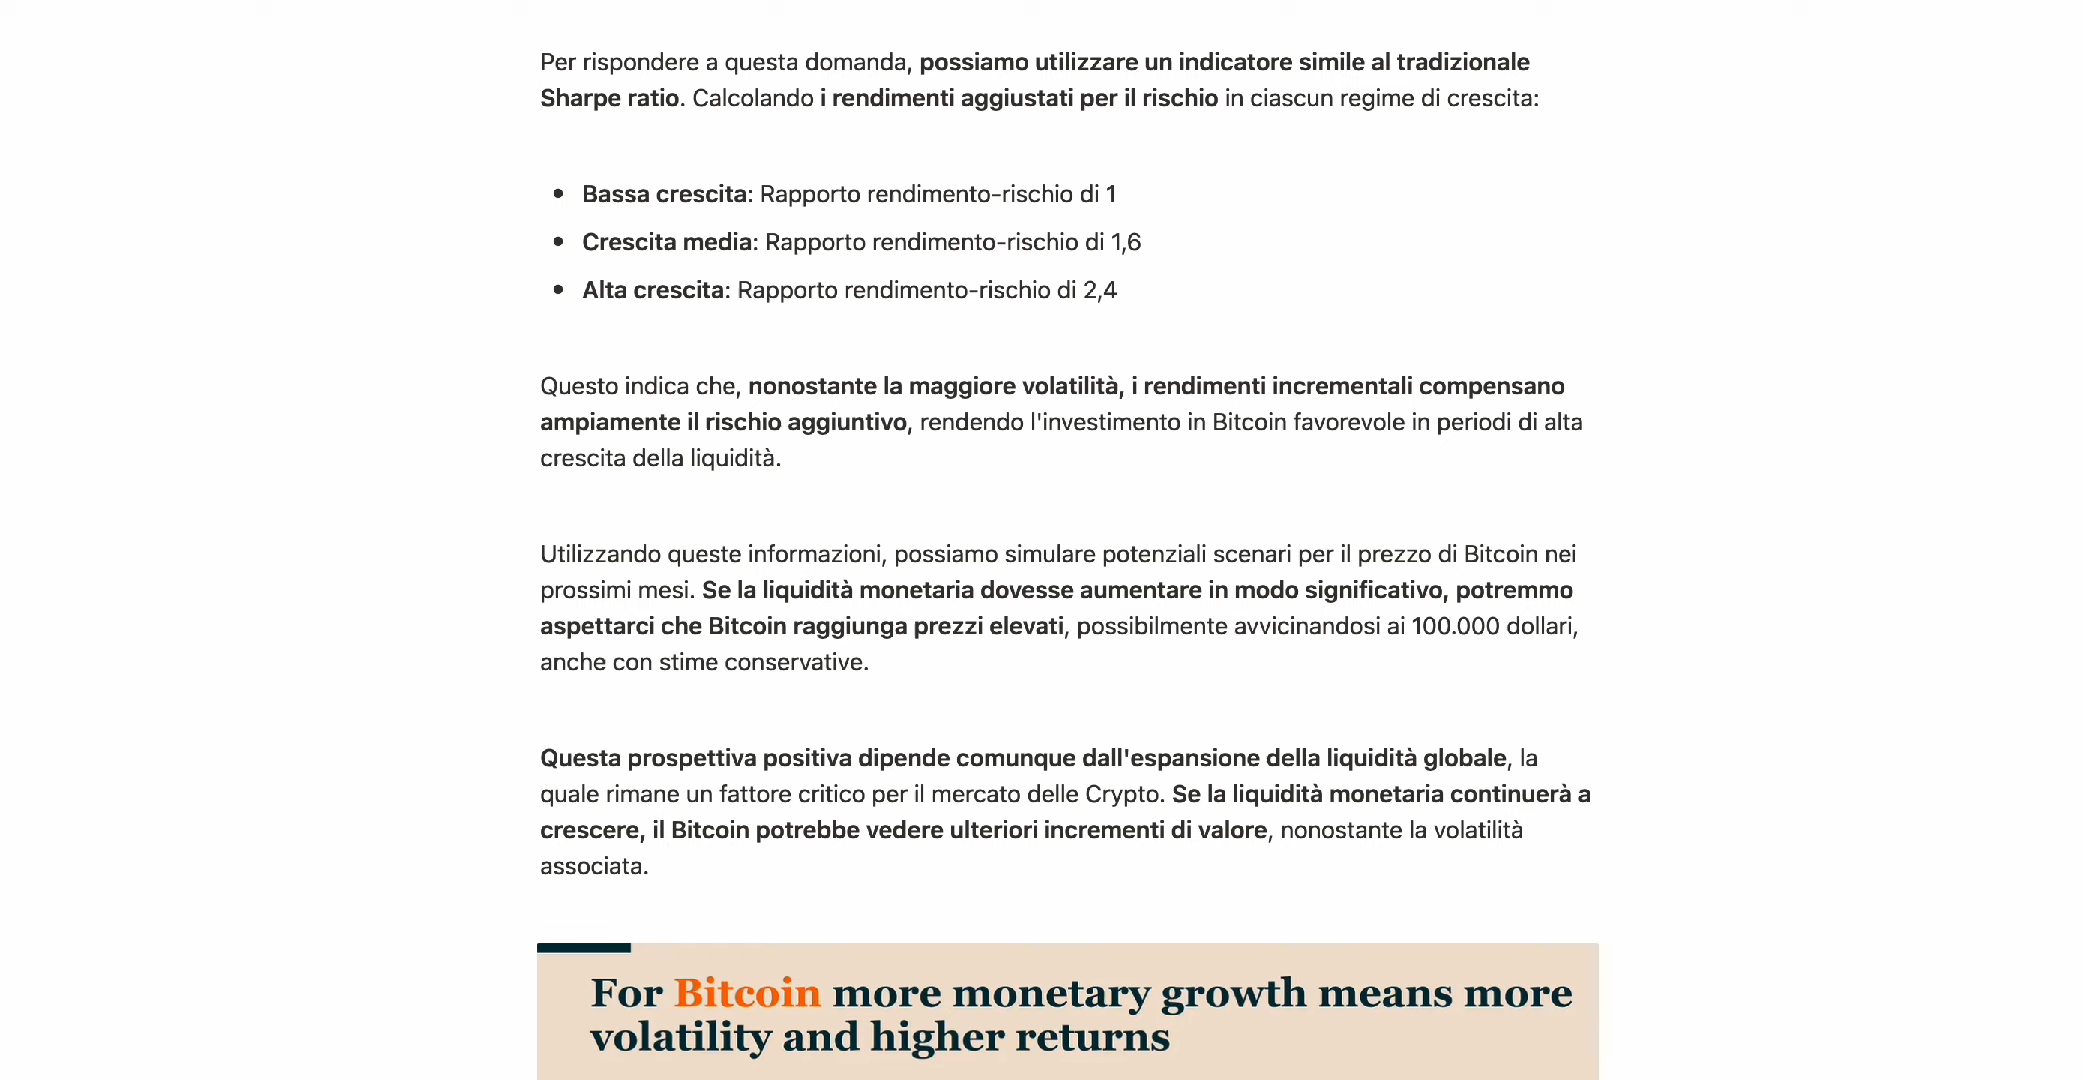 Per rispondere a questa domanda, possiamo utilizzare un indicatore simile al tradizionale
Sharpe ratio. Calcolando i rendimenti aggiustati per il rischio in ciascun regime di crescita:
• Bassa crescita: Rapporto rendimento-rischio di 1
• Crescita media: Rapporto rendimento-rischio di 1,6
• Alta crescita: Rapporto rendimento-rischio di 2,4
Questo indica che, nonostante la maggiore volatilità, i rendimenti incrementali compensano
ampiamente il rischio aggiuntivo, rendendo l'investimento in Bitcoin favorevole in periodi di alta
crescita della liquidità.
Utilizzando queste informazioni, possiamo simulare potenziali scenari per il prezzo di Bitcoin nei
prossimi mesi. Se la liquidità monetaria dovesse aumentare in modo significativo, potremmo
aspettarci che Bitcoin raggiunga prezzi elevati, possibilmente avvicinandosi ai 100.000 dollari,
anche con stime conservative.
Questa prospettiva positiva dipende comunque dall'espansione della liquidità globale, la
quale rimane un fattore critico per il mercato delle Crypto. Se la liquidità monetaria continuerà a
crescere, il Bitcoin potrebbe vedere ulteriori incrementi di valore, nonostante la volatilità
associata.
For Bitcoin more monetary growth means more
volatility and higher returns